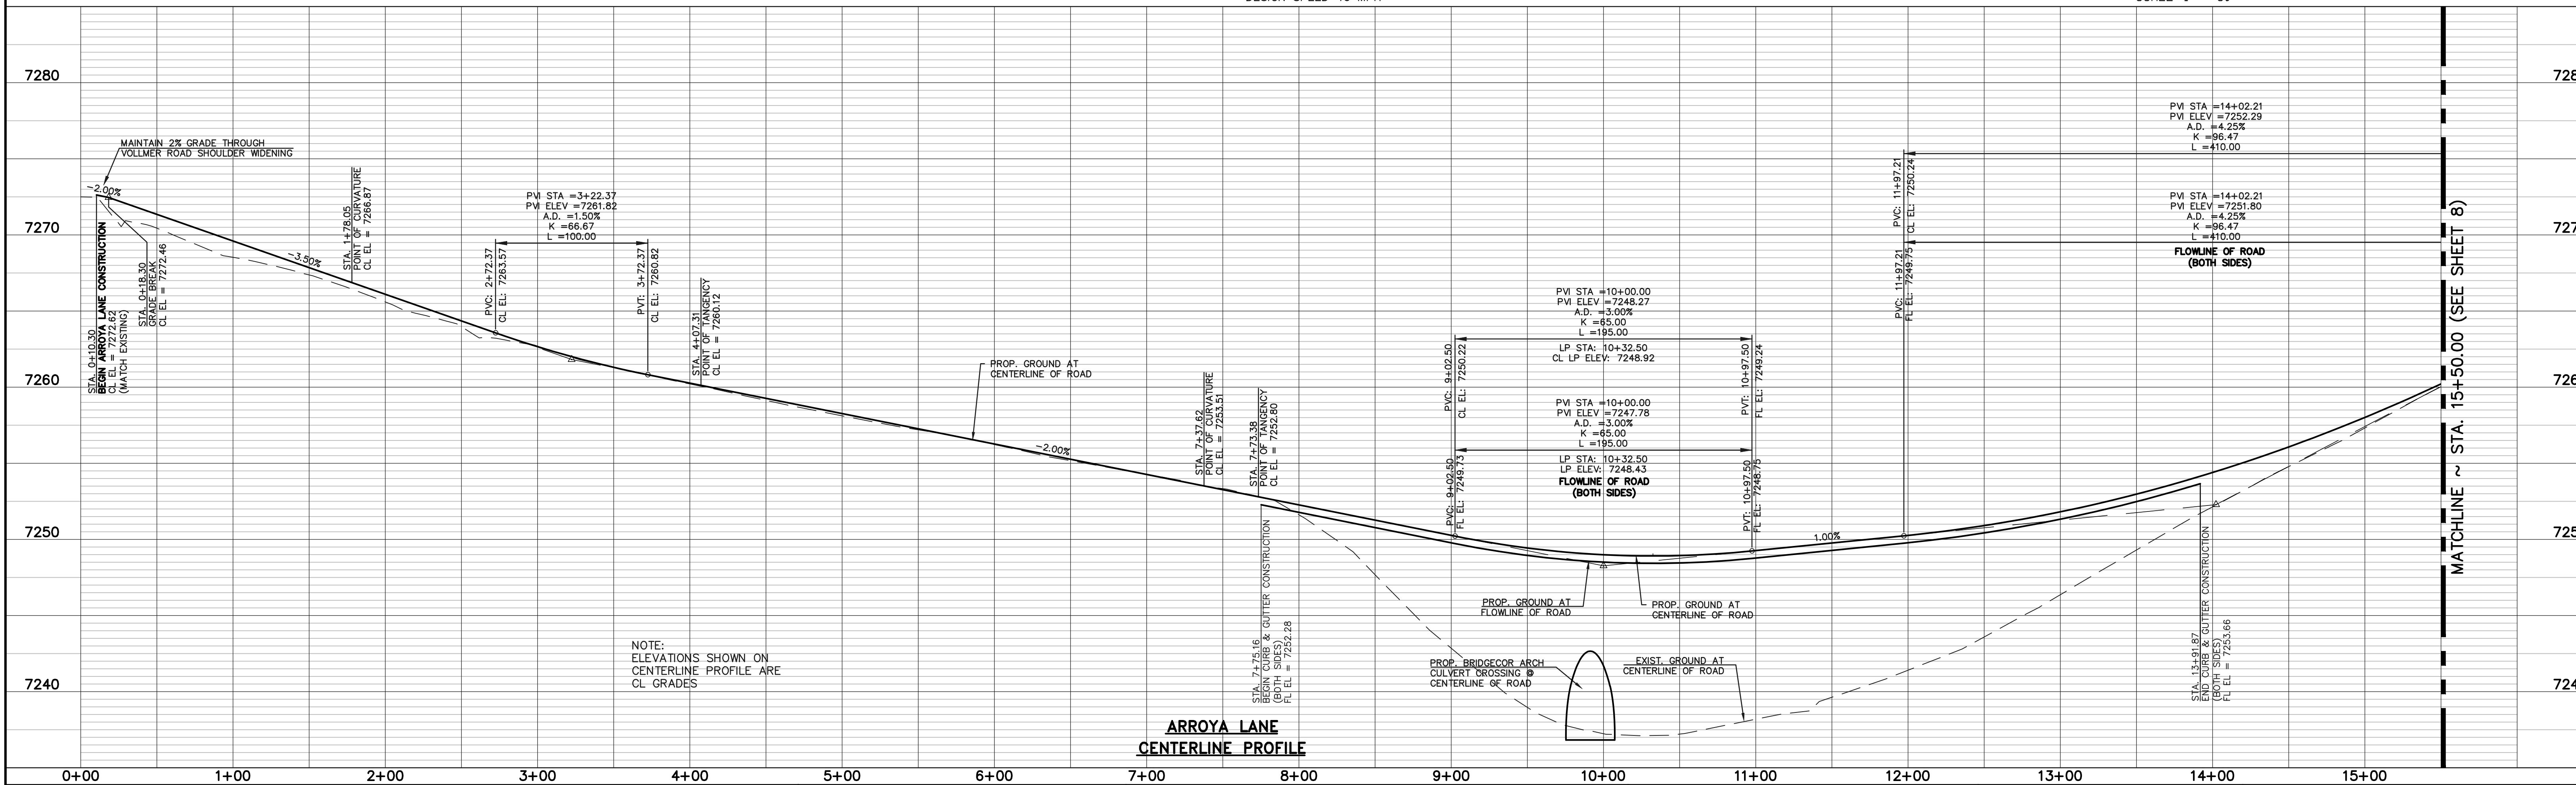 7280
7270
7260
7250
7240
MAINTAIN 2% GRADE THROUGH
VOLLMER ROAD SHOULDER WIDENING
-2.00%
STA. 0+10.30
BEGIN ARROYA LANE CONSTRUCTION
CL EL = 7272.62
(MATCH EXISTING)
STA. 0+18.30
GRADE BREAK
CL EL = 7272.46
-3.50%
STA. 1+78.05
POINT OF CURVATURE
CL EL = 7266.87
PVI STA =3+22.37
PVI ELEV =7261.82
A.D. =1.50%
K =66.67
L =100.00
PVC: 2+72.37
CL EL: 7263.57
PVT: 3+72.37
CL EL: 7260.82
STA. 4+07.31
POINT OF TANGENCY
CL EL = 7260.12
NOTE:
ELEVATIONS SHOWN ON
CENTERLINE PROFILE ARE
CL GRADES
PROP. GROUND AT
CENTERLINE OF ROAD
-2.00%
STA. 7+37.62
POINT OF CURVATURE
CL EL = 7253.51
STA. 7+73.38
POINT OF TANGENCY
CL EL = 7252.80
STA. 7+75.16
BEGIN CURB & GUTTER CONSTRUCTION
(BOTH SIDES)
FL EL = 7252.28
PVI STA =10+00.00
PVI ELEV =7248.27
A.D. =3.00%
K =65.00
L =195.00
LP STA: 10+32.50
CL LP ELEV: 7248.92
PVC: 9+02.50
CL EL: 7250.22
PVT: 10+97.50
FL EL: 7249.24
PVI STA =10+00.00
PVI ELEV =7247.78
A.D. =3.00%
K =65.00
L =195.00
LP STA: 10+32.50
LP ELEV: 7248.43
FLOWLINE OF ROAD
(BOTH SIDES)
PVC: 9+02.50
FL EL: 7249.73
PVT: 10+97.50
FL EL: 7248.75
PROP. GROUND AT
FLOWLINE OF ROAD
PROP. GROUND AT
CENTERLINE OF ROAD
PROP. BRIDGECOR ARCH
CULVERT CROSSING @
CENTERLINE OF ROAD
EXIST. GROUND AT
CENTERLINE OF ROAD
1.00%
PVC: 11+97.21
CL EL: 7250.24
PVC: 11+97.21
FL EL: 7249.75
PVI STA =14+02.21
PVI ELEV =7252.29
A.D. =4.25%
K =96.47
L =410.00
PVI STA =14+02.21
PVI ELEV =7251.80
A.D. =4.25%
K =96.47
L =410.00
FLOWLINE OF ROAD
(BOTH SIDES)
STA. 13+91.87
END CURB & GUTTER CONSTRUCTION
(BOTH SIDES)
FL EL = 7253.66
MATCHLINE ~ STA. 15+50.00 (SEE SHEET 8)
728
727
726
725
724
ARROYA LANE
CENTERLINE PROFILE
0+00 1+00 2+00 3+00 4+00 5+00 6+00 7+00 8+00 9+00 10+00 11+00 12+00 13+00 14+00 15+00